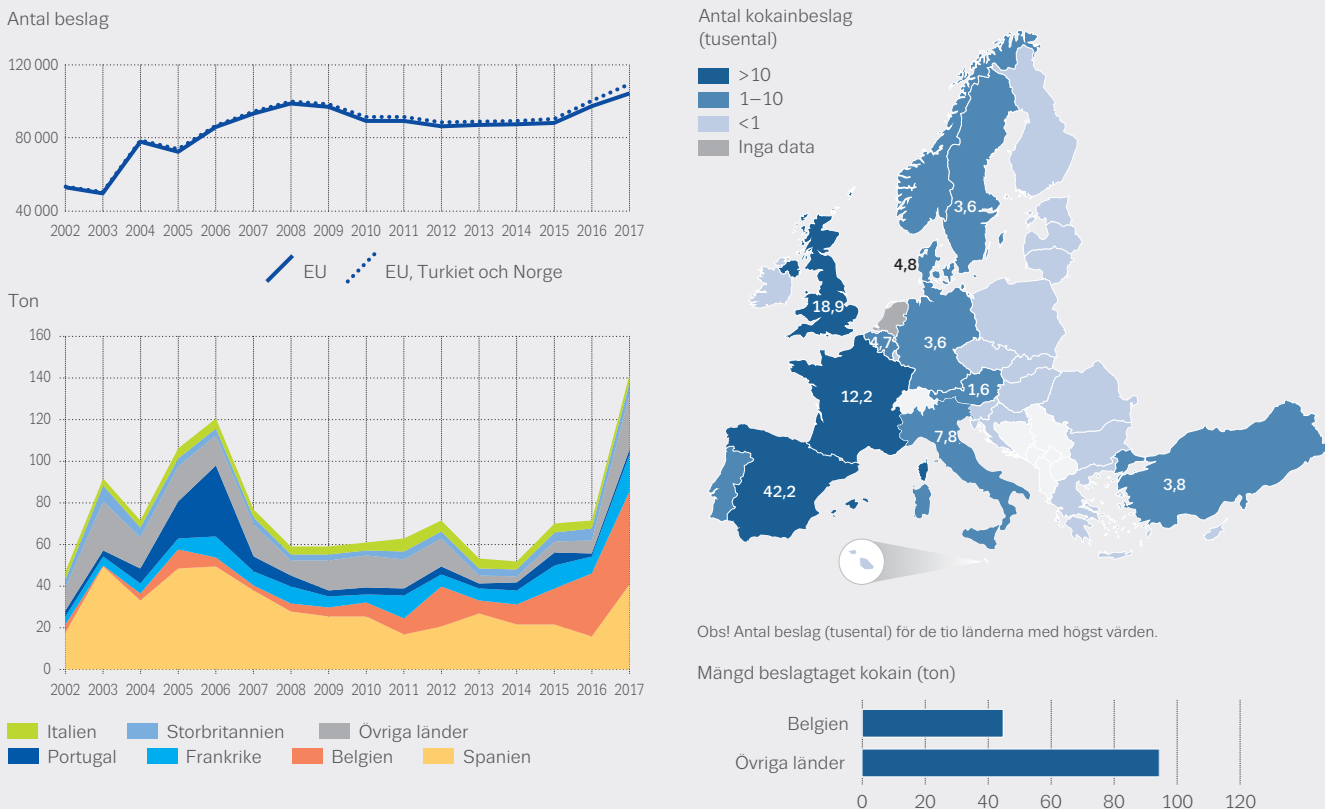 Antal beslag
120 000
80 000
40 000
2002 2003 2004 2005 2006 2007 2008 2009 2010 2011 2012 2013 2014 2015 2016 2017
EU
EU, Turkiet och Norge
Ton
160
140
120
100
80
60
40
20
0
2002 2003 2004 2005 2006 2007 2008 2009 2010 2011 2012 2013 2014 2015 2016 2017
Italien Storbritannien Övriga länder
Portugal Frankrike Belgien Spanien
Antal kokainbeslag
(tusental)
>10
1–10
<1
Inga data
3,6
4,8
18,9
4,7
3,6
12,2
1,6
7,8
42,2
3,8
Obs! Antal beslag (tusental) för de tio länderna med högst värden.
Mängd beslagtaget kokain (ton)
Belgien
Övriga länder
0 20 40 60 80 100 120